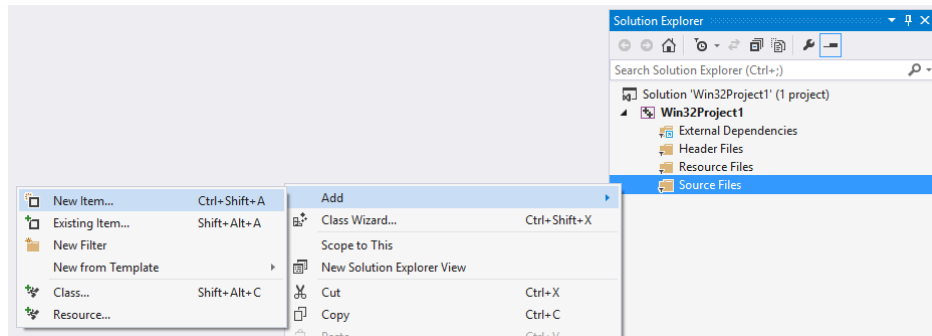 Solution Explorer
Search Solution Explorer (Ctrl+;)
Solution 'Win32Project1' (1 project)
Win32Project1
External Dependencies
Header Files
Resource Files
Source Files
New Item... Ctrl+Shift+A
Existing Item... Shift+Alt+A
New Filter
New from Template
Class... Shift+Alt+C
Resource...
Add
Class Wizard... Ctrl+Shift+X
Scope to This
New Solution Explorer View
Cut Ctrl+X
Copy Ctrl+C